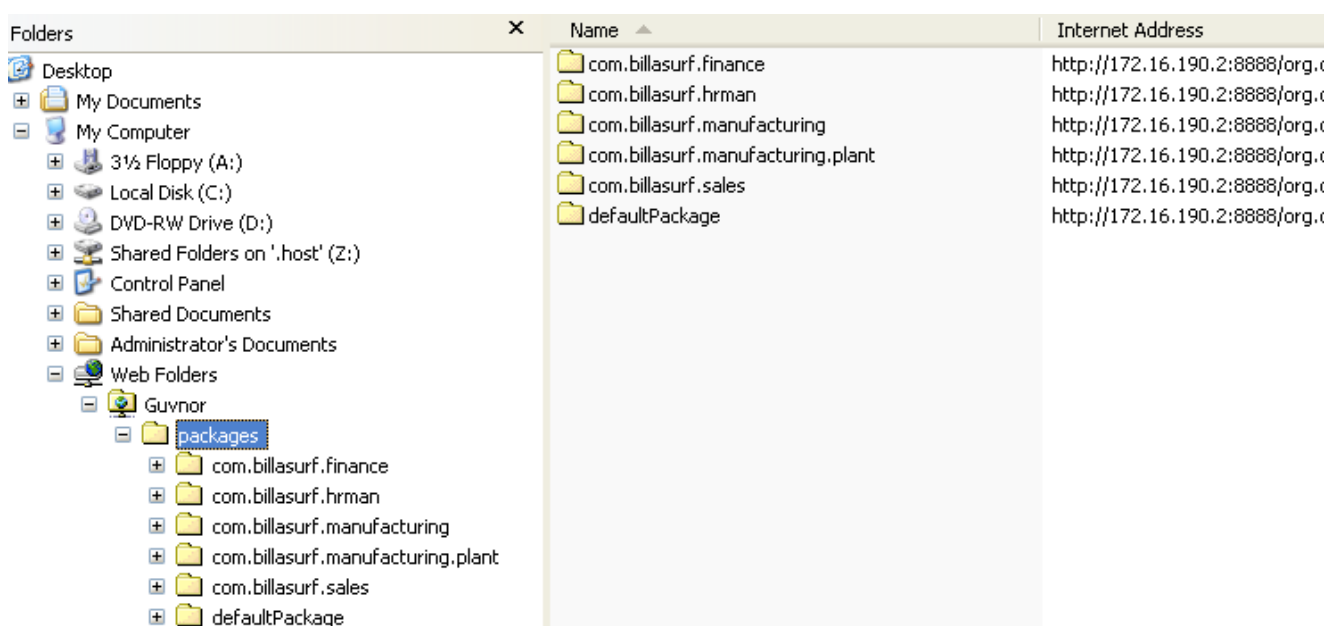 Folders
Desktop
My Documents
My Computer
3½ Floppy (A:)
Local Disk (C:)
DVD-RW Drive (D:)
Shared Folders on '.host' (Z:)
Control Panel
Shared Documents
Administrator's Documents
Web Folders
Guvnor
packages
com.billasurf.finance
com.billasurf.hrman
com.billasurf.manufacturing
com.billasurf.manufacturing.plant
com.billasurf.sales
defaultPackage
Name Internet Address
com.billasurf.finance http://172.16.190.2:8888/org.
com.billasurf.hrman http://172.16.190.2:8888/org.
com.billasurf.manufacturing http://172.16.190.2:8888/org.
com.billasurf.manufacturing.plant http://172.16.190.2:8888/org.
com.billasurf.sales http://172.16.190.2:8888/org.
defaultPackage http://172.16.190.2:8888/org.